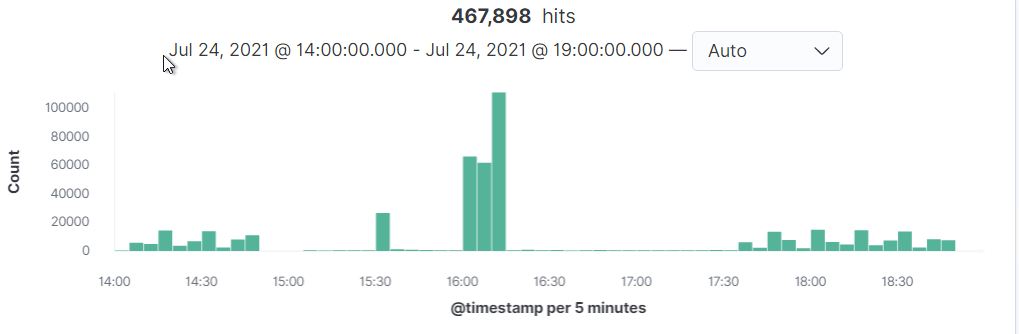 467,898 hits
Jul 24, 2021 @ 14:00:00.000 - Jul 24, 2021 @ 19:00:00.000 — Auto
Count
100000
80000
60000
40000
20000
0
14:00 14:30 15:00 15:30 16:00 16:30 17:00 17:30 18:00 18:30
@timestamp per 5 minutes